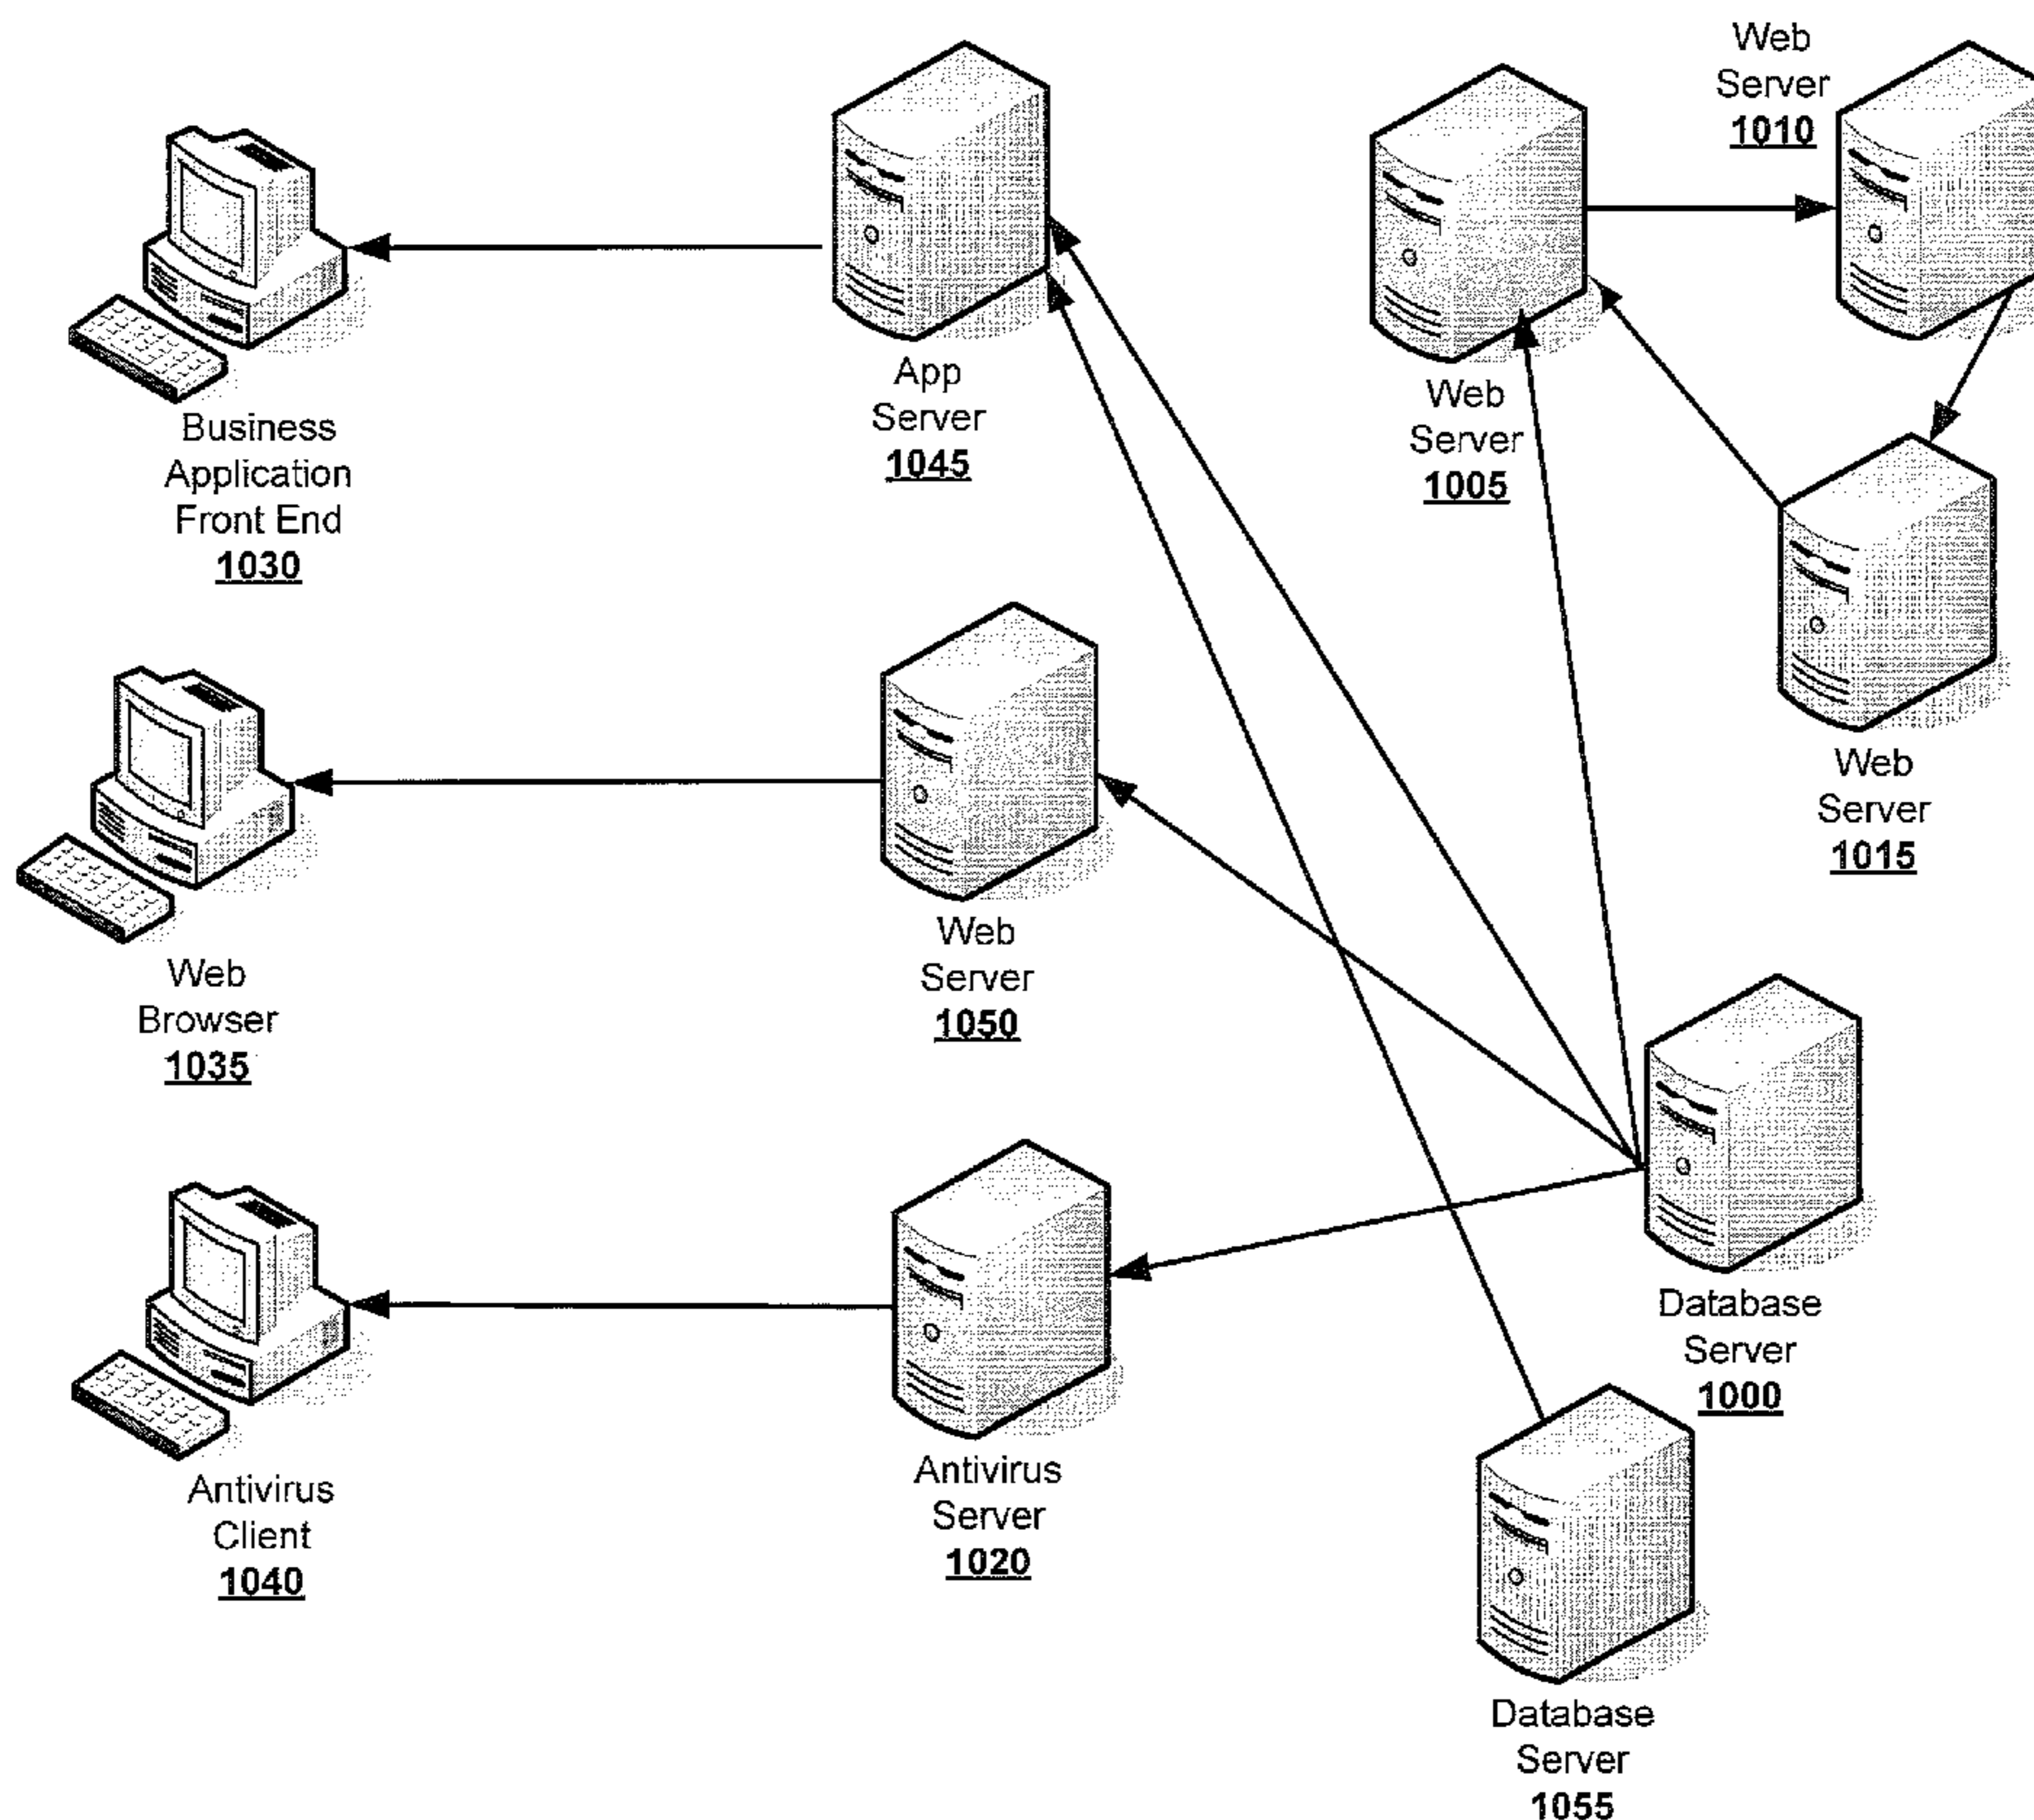 Web
Server
1010
App
Server
1045
Web
Server
1005
Business
Application
Front End
1030
Web
Server
1015
Web
Server
1050
Web
Browser
1035
Database
Server
1000
Antivirus
Server
1020
Antivirus
Client
1040
Database
Server
1055